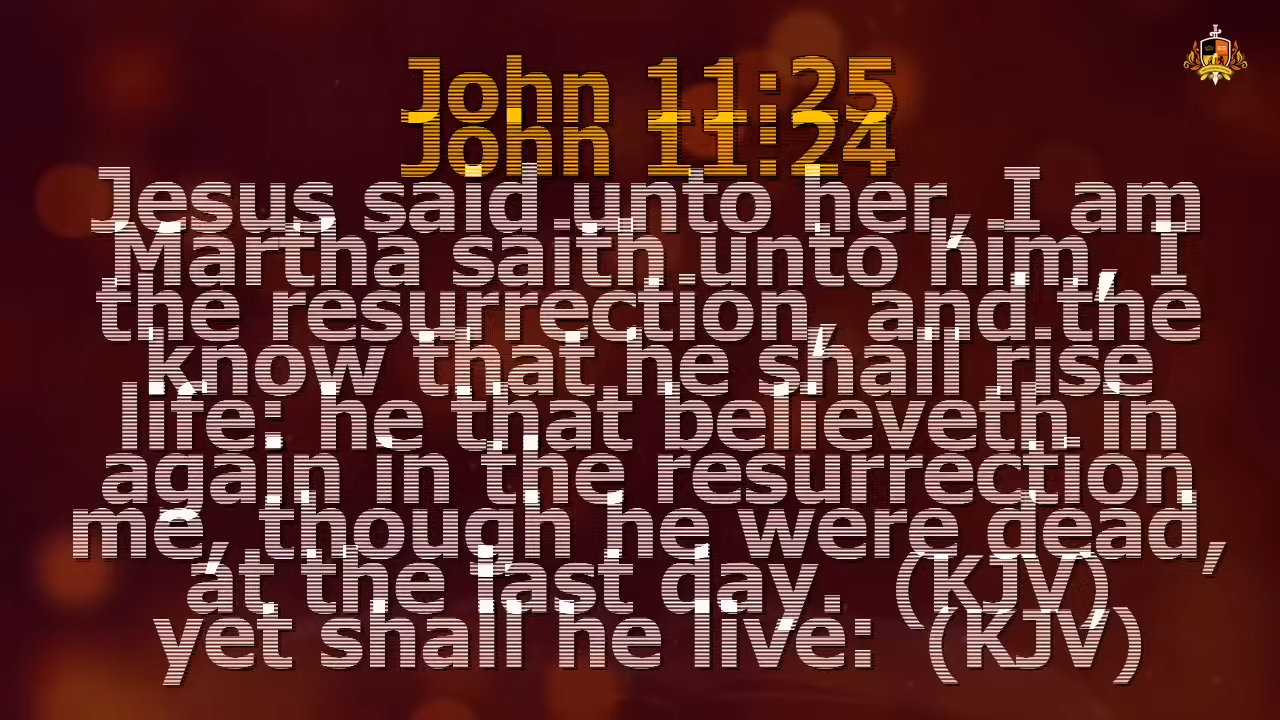 John 11:25
John 11:24
Jesus said unto her, I am
Martha saith unto him, I
the resurrection, and the
know that he shall rise
life: he that believeth in
again in the resurrection
me, though he were dead,
at the last day. (KJV)
yet shall he live: (KJV)